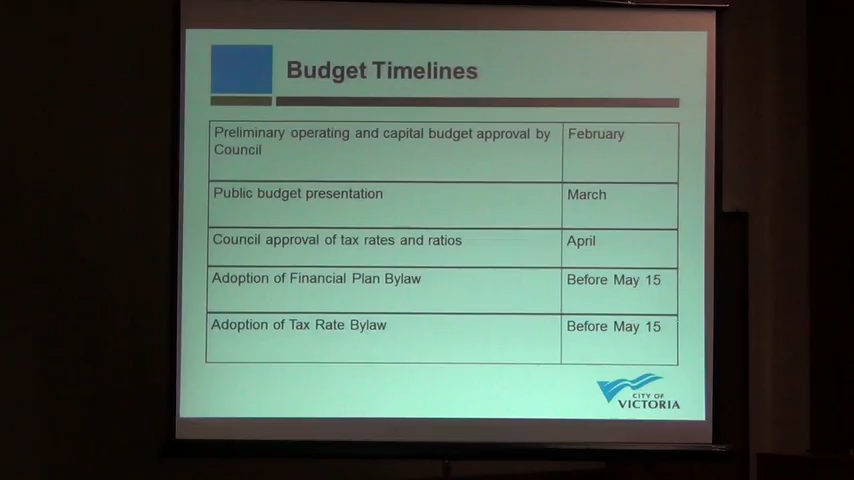 Budget Timelines
Preliminary operating and capital budget approval by
Council
February
Public budget presentation
March
Council approval of tax rates and ratios
April
Adoption of Financial Plan Bylaw
Before May 15
Adoption of Tax Rate Bylaw
Before May 15
CITY OF
VICTORIA